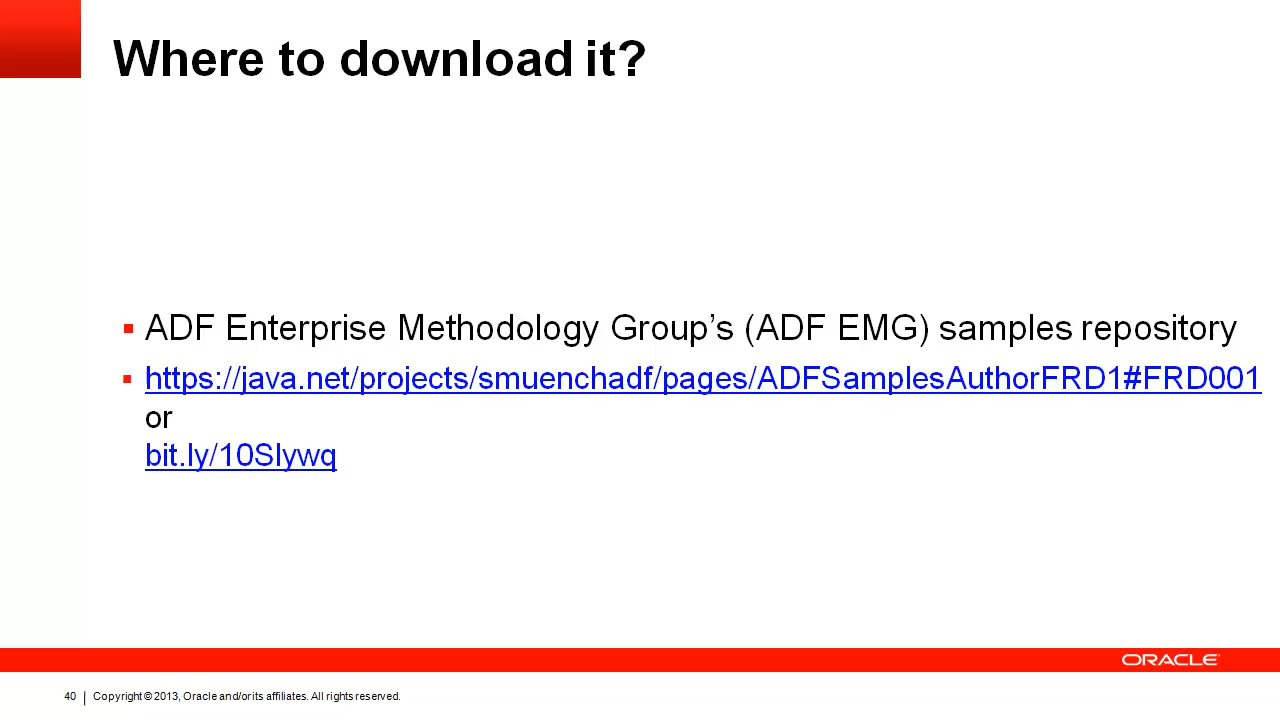 Where to download it?
ADF Enterprise Methodology Group’s (ADF EMG) samples repository
https://java.net/projects/smuenchadf/pages/ADFSamplesAuthorFRD1#FRD001
or
bit.ly/10Slywq
ORACLE
40 Copyright © 2013, Oracle and/or its affiliates. All rights reserved.